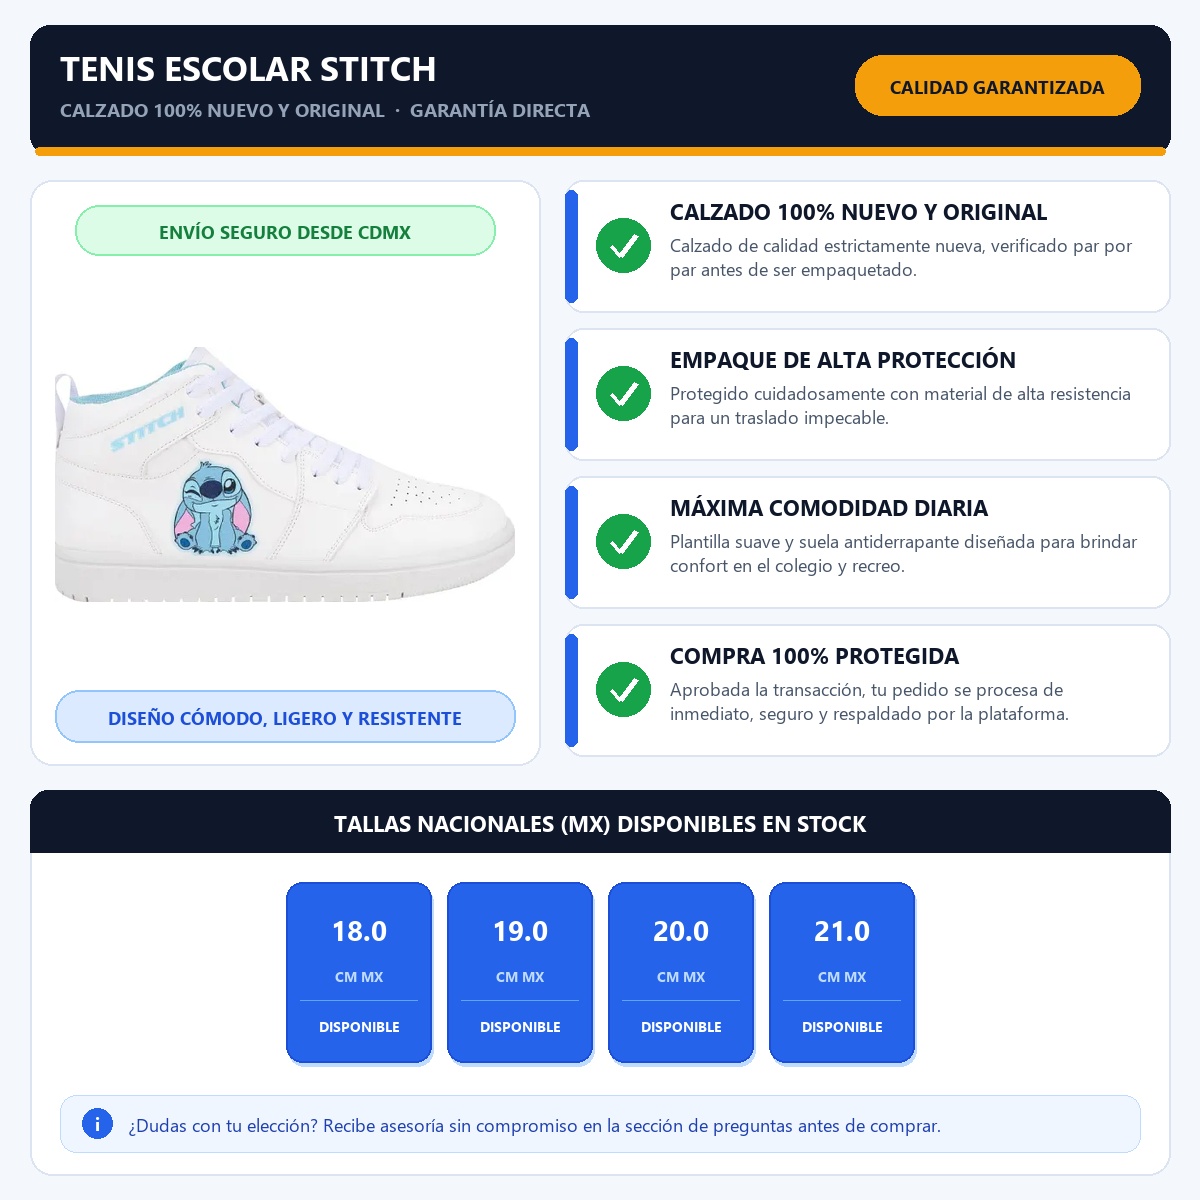 TENIS ESCOLAR STITCH
CALZADO 100% NUEVO Y ORIGINAL · GARANTÍA DIRECTA
CALIDAD GARANTIZADA
ENVÍO SEGURO DESDE CDMX
STITCH
DISEÑO CÓMODO, LIGERO Y RESISTENTE
CALZADO 100% NUEVO Y ORIGINAL
Calzado de calidad estrictamente nueva, verificado par por
par antes de ser empaquetado.
EMPAQUE DE ALTA PROTECCIÓN
Protegido cuidadosamente con material de alta resistencia
para un traslado impecable.
MÁXIMA COMODIDAD DIARIA
Plantilla suave y suela antiderrapante diseñada para brindar
confort en el colegio y recreo.
COMPRA 100% PROTEGIDA
Aprobada la transacción, tu pedido se procesa de
inmediato, seguro y respaldado por la plataforma.
TALLAS NACIONALES (MX) DISPONIBLES EN STOCK
18.0 19.0 20.0 21.0
CM MX CM MX CM MX CM MX
DISPONIBLE DISPONIBLE DISPONIBLE DISPONIBLE
¿Dudas con tu elección? Recibe asesoría sin compromiso en la sección de preguntas antes de comprar.